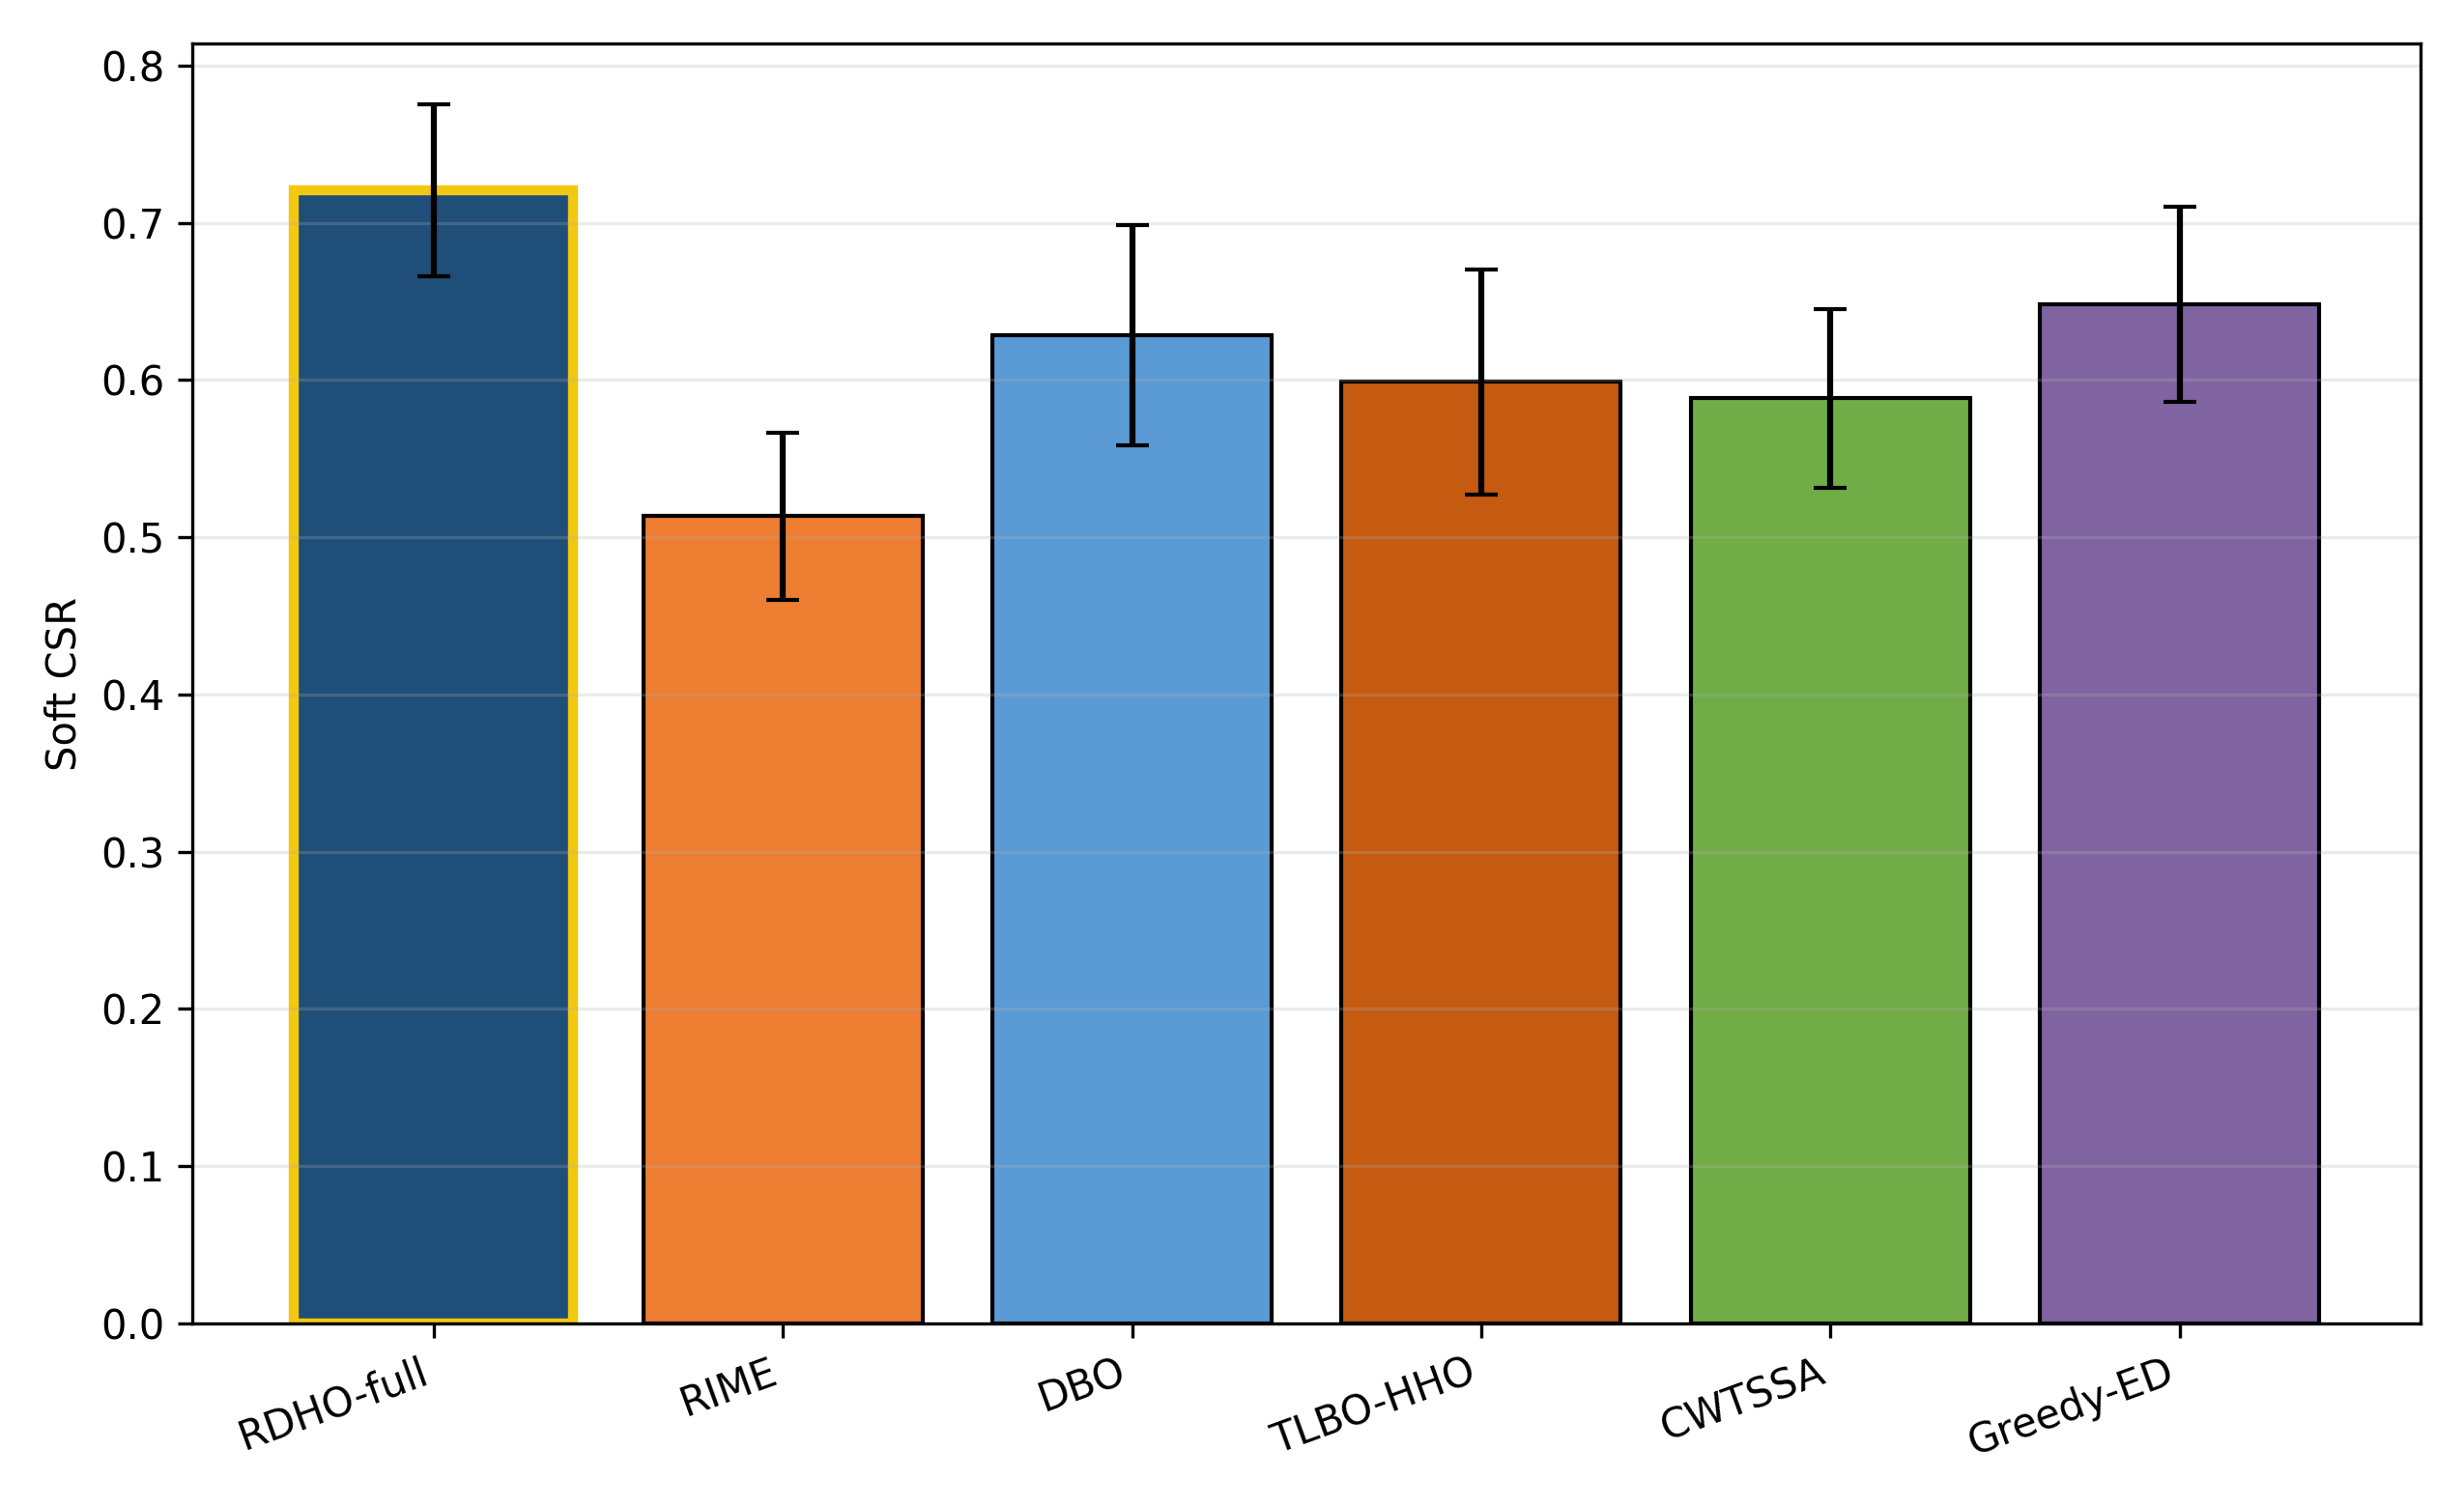 0.8
0.7
0.6
0.5
0.4
0.3
0.2
0.1
0.0
Soft CSR
RDHO-full
RIME
DBO
TLBO-HHO
CWTSSA
Greedy-ED